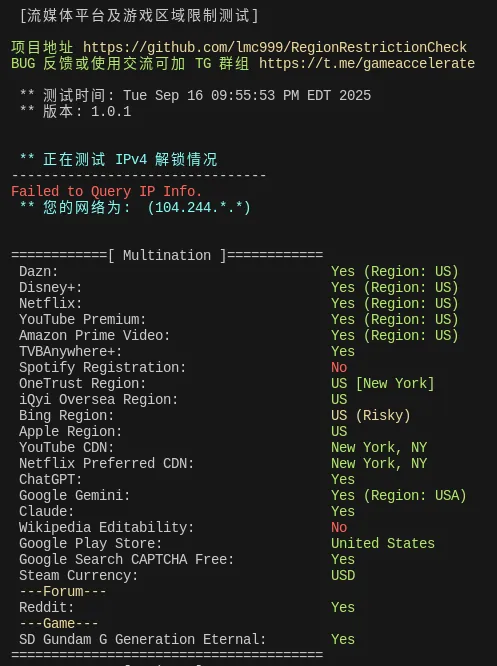 [流媒体平台及游戏区域限制测试]
项目地址 https://github.com/lmc999/RegionRestrictionCheck
BUG 反馈或使用交流可加 TG 群组 https://t.me/gameaccelerate
** 测试时间: Tue Sep 16 09:55:53 PM EDT 2025
** 版本: 1.0.1
** 正在测试 IPv4 解锁情况
--------------------------------
Failed to Query IP Info.
** 您的网络为: (104.244.*.*)
============[ Multination ]============
Dazn: Yes (Region: US)
Disney+: Yes (Region: US)
Netflix: Yes (Region: US)
YouTube Premium: Yes (Region: US)
Amazon Prime Video: Yes (Region: US)
TVBAnywhere+: Yes
Spotify Registration: No
OneTrust Region: US [New York]
iQyi Oversea Region: US
Bing Region: US (Risky)
Apple Region: US
YouTube CDN: New York, NY
Netflix Preferred CDN: New York, NY
ChatGPT: Yes
Google Gemini: Yes (Region: USA)
Claude: Yes
Wikipedia Editability: No
Google Play Store: United States
Google Search CAPTCHA Free: Yes
Steam Currency: USD
---Forum---
Reddit: Yes
---Game---
SD Gundam G Generation Eternal: Yes
=======================================